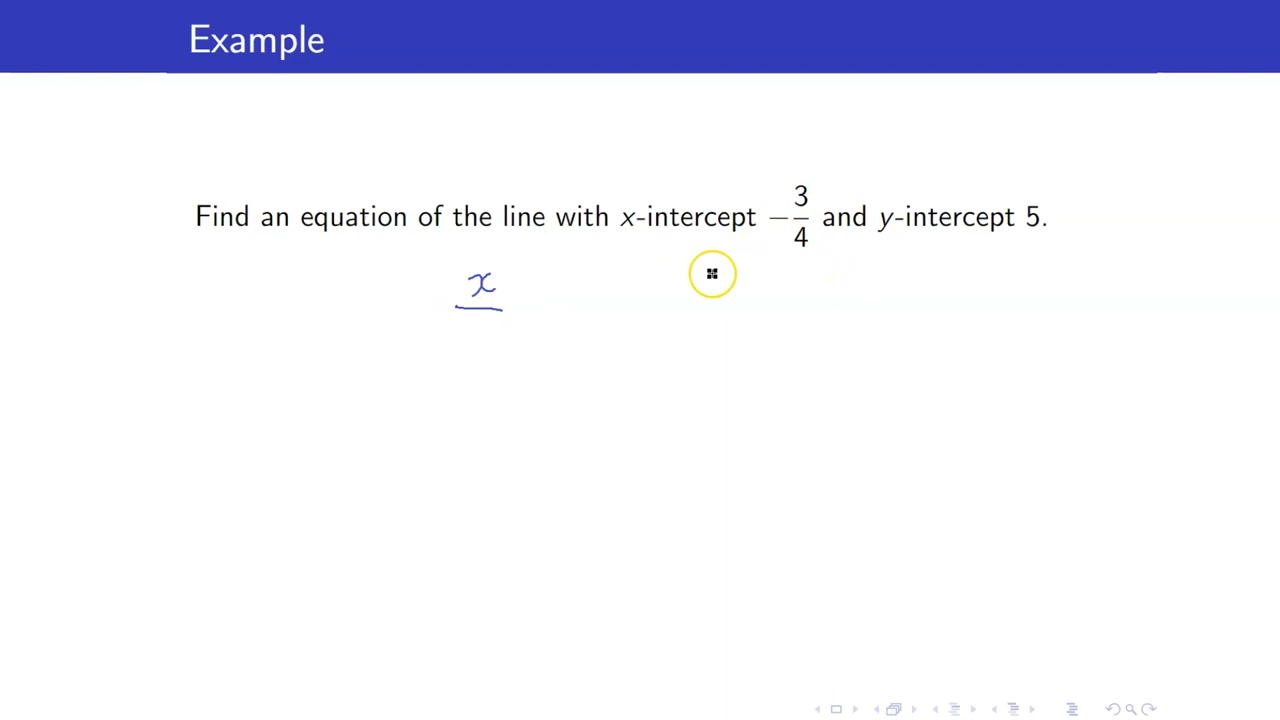 Example
Find an equation of the line with x-intercept −3/4 and y-intercept 5.
x